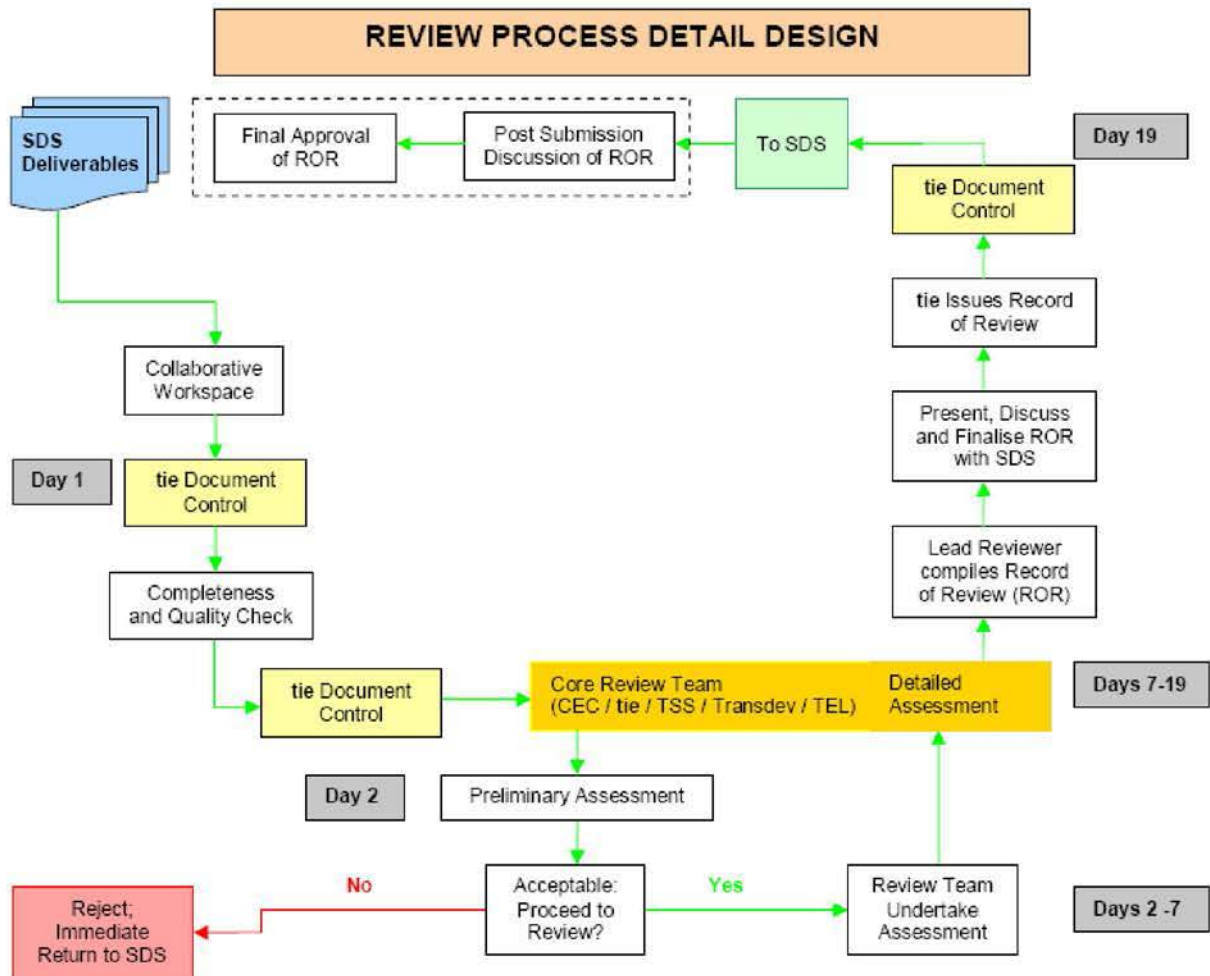 REVIEW PROCESS DETAIL DESIGN
SDS
Deliverables
Final Approval
of ROR
Post Submission
Discussion of ROR
To SDS
Day 19
tie Document
Control
tie Issues Record
of Review
Collaborative
Workspace
Present, Discuss
and Finalise ROR
with SDS
Day 1
tie Document
Control
Lead Reviewer
compiles Record
of Review (ROR)
Completeness
and Quality Check
tie Document
Control
Core Review Team
(CEC / tie / TSS / Transdev / TEL)
Detailed
Assessment
Days 7-19
Day 2
Preliminary Assessment
No
Acceptable:
Proceed to
Review?
Yes
Review Team
Undertake
Assessment
Days 2 -7
Reject;
Immediate
Return to SDS